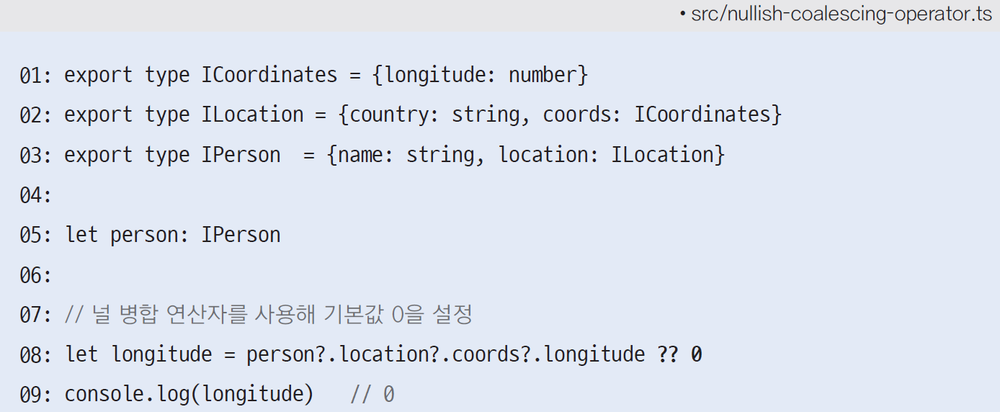 • src/nullish-coalescing-operator.ts
01: export type ICoordinates = {longitude: number}
02: export type ILocation = {country: string, coords: ICoordinates}
03: export type IPerson  = {name: string, location: ILocation}
04:
05: let person: IPerson
06:
07: // 널 병합 연산자를 사용해 기본값 0을 설정
08: let longitude = person?.location?.coords?.longitude ?? 0
09: console.log(longitude)   // 0